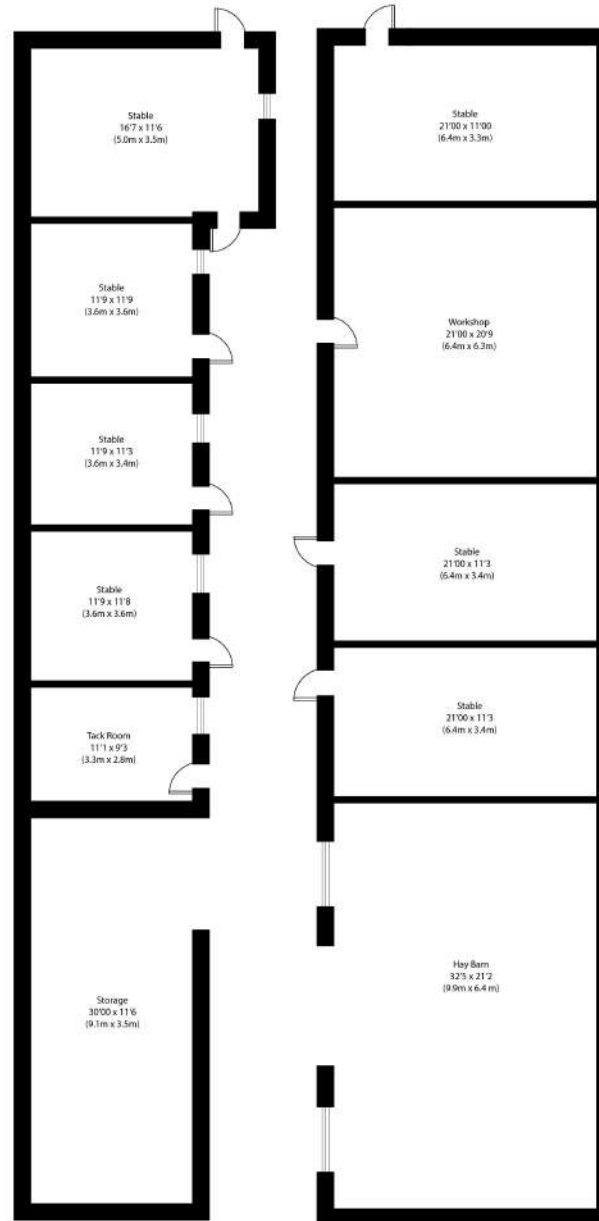 Stable
16'7 x 11'6
(5.0m x 3.5m)
Stable
11'9 x 11'9
(3.6m x 3.6m)
Stable
11'9 x 11'3
(3.6m x 3.4m)
Stable
11'9 x 11'8
(3.6m x 3.6m)
Tack Room
11'1 x 9'3
(3.3m x 2.8m)
Storage
30'00 x 11'6
(9.1m x 3.5m)
Stable
21'00 x 11'00
(6.4m x 3.3m)
Workshop
21'00 x 20'9
(6.4m x 6.3m)
Stable
21'00 x 11'3
(6.4m x 3.4m)
Stable
21'00 x 11'3
(6.4m x 3.4m)
Hay Barn
32'5 x 21'2
(9.9m x 6.4 m)